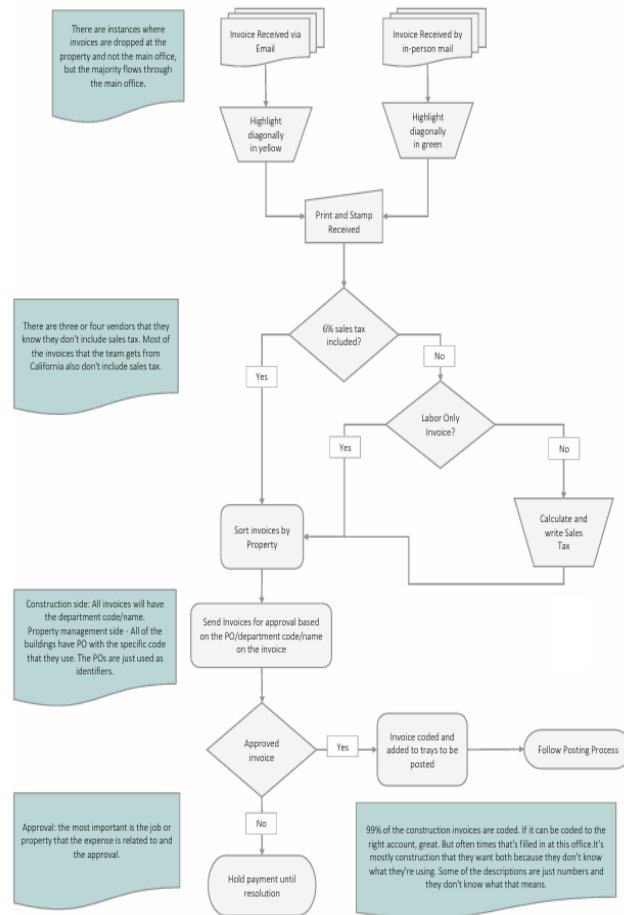 There are instances where
invoices are dropped at the
property and not the main office,
but the majority flows through
the main office.
Invoice Received via
Email
Invoice Received by
in-person mail
Highlight
diagonally
in yellow
Highlight
diagonally
in green
Print and Stamp
Received
There are three or four vendors that they
know they don't include sales tax. Most
of the invoices that the team gets from
California also don't include sales tax.
6% sales tax
included?
Yes
No
Labor Only
Invoice?
Yes
No
Calculate and
write Sales
Tax
Sort invoices by
Property
Construction side: All invoices will have
the department code/name.
Property management side - All of the
buildings have PO with the specific code
that they use. The POs are just used as
identifiers.
Send Invoices for approval based
on the PO/department code/name
on the invoice
Approved
invoice
Yes
Invoice coded and
added to trays to be
posted
Follow Posting Process
No
Approval: the most important is the job or
property that the expense is related to and
the approval.
Hold payment until
resolution
99% of the construction invoices are coded. If it can be coded to the
right account, great. But often times that's filled in at this office.It's
mostly construction that they want both because they don't know
what they're using. Some of the descriptions are just numbers and
they don't know what that means.